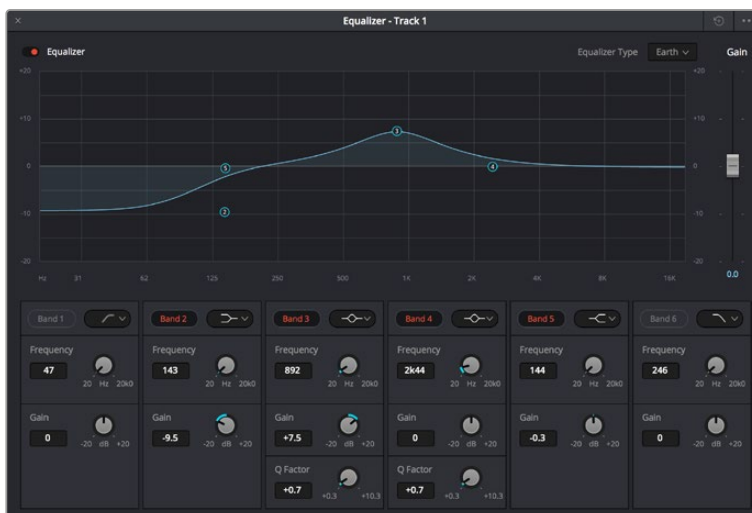 Equalizer - Track 1
Equalizer
Equalizer Type
Earth
Gain
+20
+20
+10
+10
0
0
-10
-10
-20
-20
3
5
4
2
Hz
31
62
125
250
500
1K
2K
4K
8K
16K
0.0
Band 1
Band 2
Band 3
Band 4
Band 5
Band 6
Frequency
Frequency
Frequency
Frequency
Frequency
Frequency
47
143
892
2k44
144
246
20 Hz 20k0
20 Hz 20k0
20 Hz 20k0
20 Hz 20k0
20 Hz 20k0
20 Hz 20k0
Gain
Gain
Gain
Gain
Gain
Gain
0
-9.5
+7.5
0
-0.3
0
-20 dB +20
-20 dB +20
-20 dB +20
-20 dB +20
-20 dB +20
-20 dB +20
Q Factor
Q Factor
+0.7
+0.7
+0.3 +10.3
+0.3 +10.3